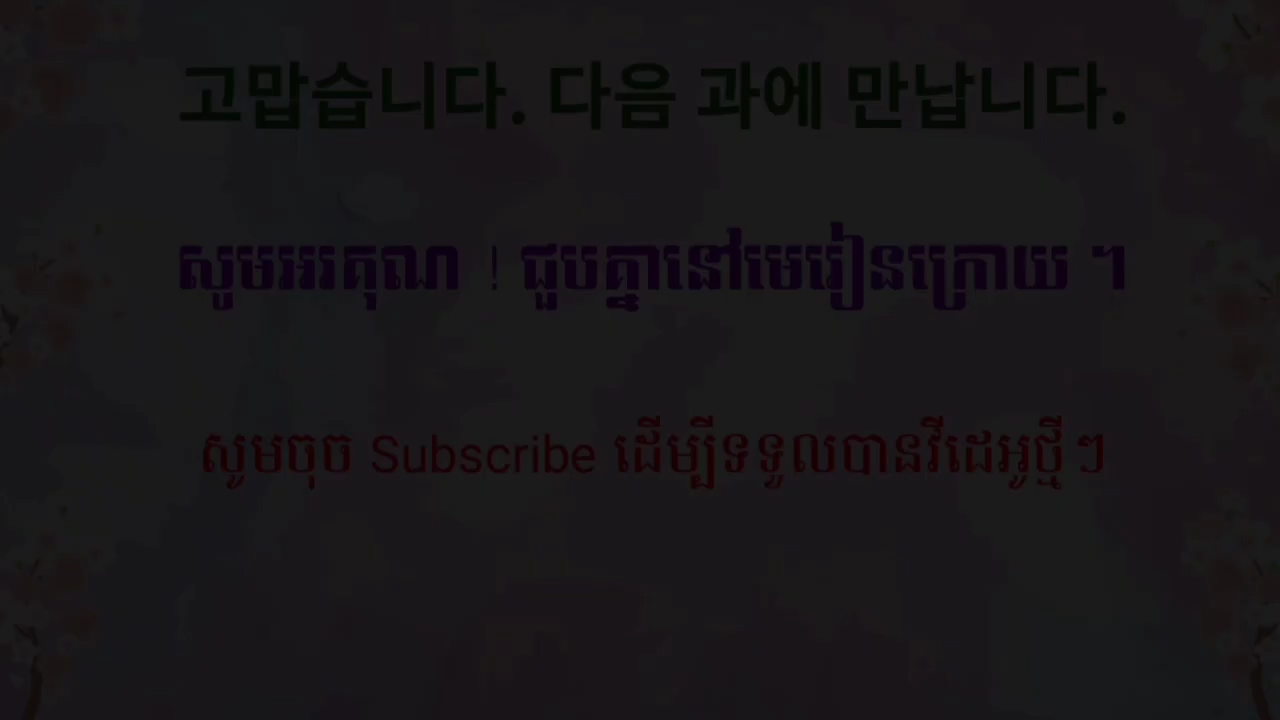 고맙습니다. 다음 과에 만납니다.
សូមអរគុណ ! ជួបគ្នានៅមេរៀនក្រោយ ។
សូមចុច Subscribe ដើម្បីទទួលបានវីដេអូថ្មីៗ